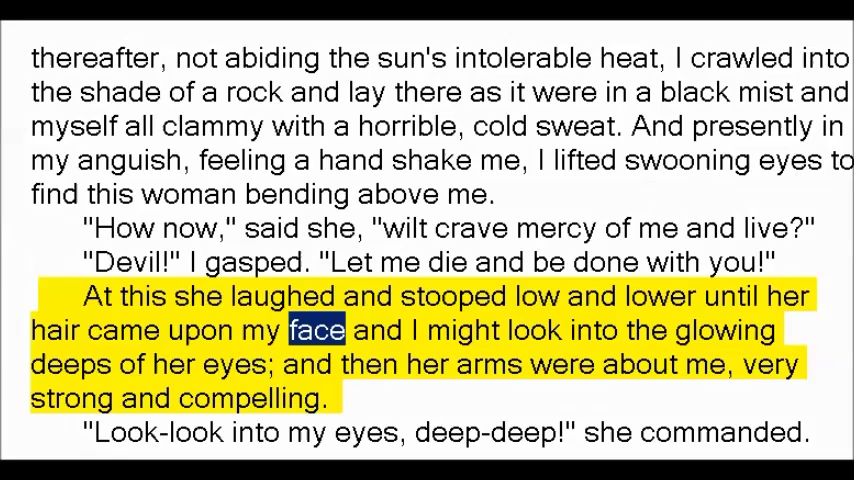 thereafter, not abiding the sun's intolerable heat, I crawled into
the shade of a rock and lay there as it were in a black mist and
myself all clammy with a horrible, cold sweat. And presently in
my anguish, feeling a hand shake me, I lifted swooning eyes to
find this woman bending above me.
"How now," said she, "wilt crave mercy of me and live?"
"Devil!" I gasped. "Let me die and be done with you!"
At this she laughed and stooped low and lower until her
hair came upon my face and I might look into the glowing
deeps of her eyes; and then her arms were about me, very
strong and compelling.
"Look-look into my eyes, deep-deep!" she commanded.